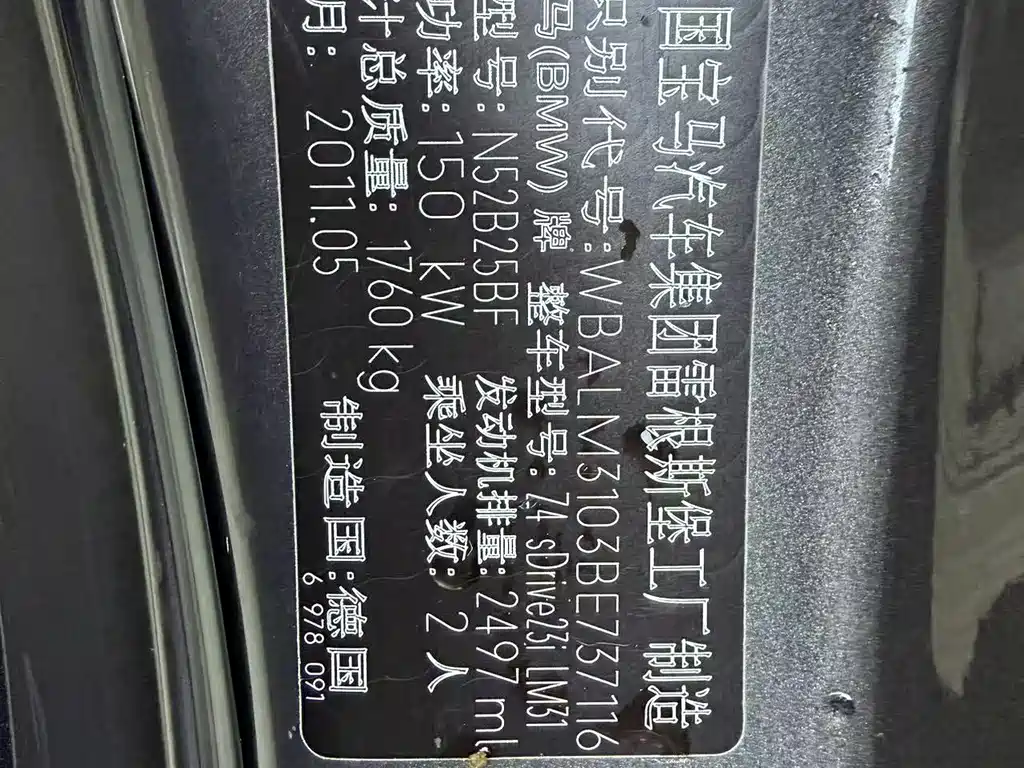 国宝马汽车集团雷根斯堡工厂 制造
识别代号:WBALM3103BE737116
马(BMW) 牌 整车型号: Z4 sDrive23i LM31
型号: N52B25BF 发动机排量: 2497 ml
功率: 150 kW 乘坐人数: 2 人
计总质量: 1760 kg
月: 2011.05 制造国:德国
6 978 091